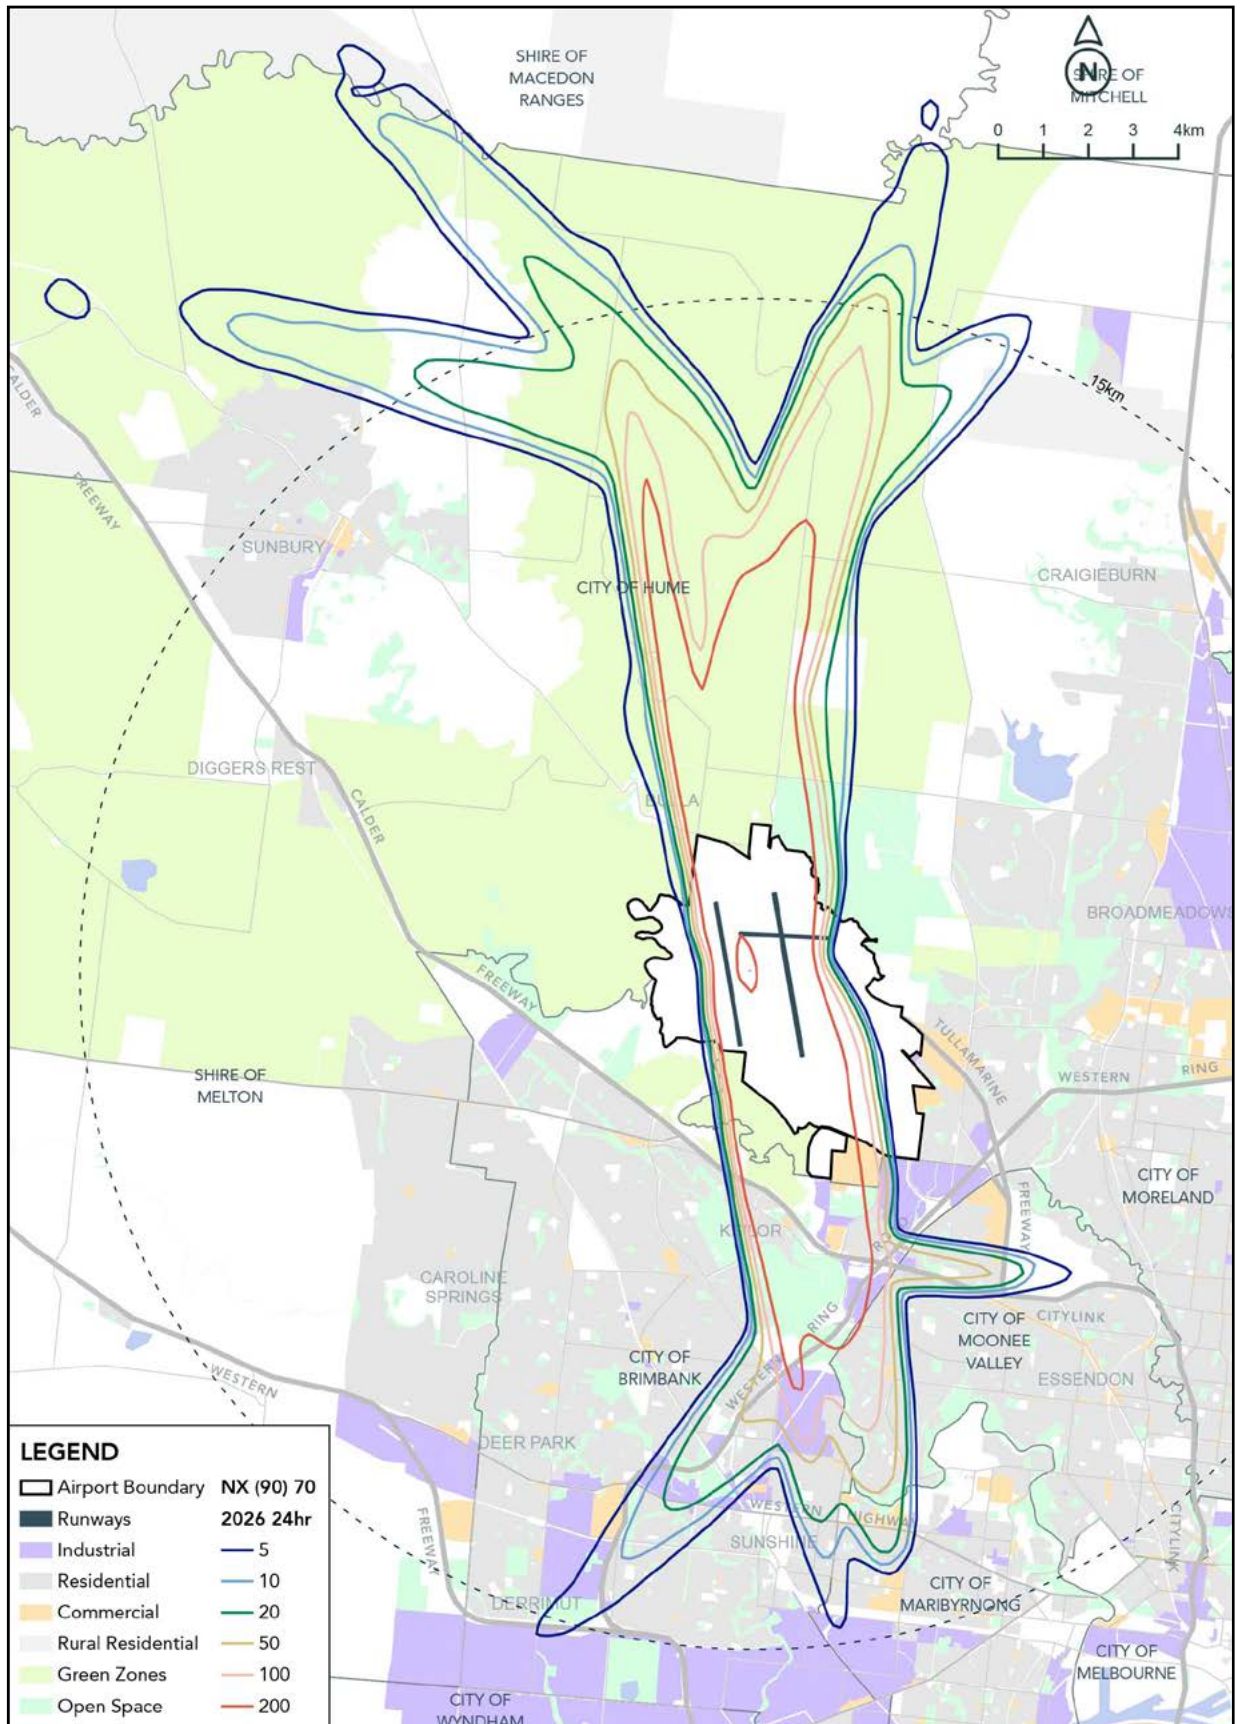 SHIRE OF
MACEDON
RANGES
N
SHIRE OF
MITCHELL
0 1 2 3 4km
15km
CALDER
FREEWAY
SUNBURY
CITY OF HUME
CRAIGIEBURN
DIGGERS REST
CALDER
BULLA
BROADMEADOWS
FREEWAY
TULLAMARINE
SHIRE OF
MELTON
WESTERN
RING
CITY OF
MORELAND
FREEWAY
KEILOR
ROAD
CAROLINE
SPRINGS
RING
CITYLINK
CITY OF
MOONEE
VALLEY
CITY OF
BRIMBANK
WESTERN
WESTERN
ESSENDON
DEER PARK
WESTERN
HIGHWAY
SUNSHINE
FREEWAY
CITYLINK
DERRIMUT
CITY OF
MARIBYRNONG
CITY OF
MELBOURNE
CITY OF
WYNDHAM
LEGEND
Airport Boundary NX (90) 70
Runways 2026 24hr
Industrial 5
Residential 10
Commercial 20
Rural Residential 50
Green Zones 100
Open Space 200